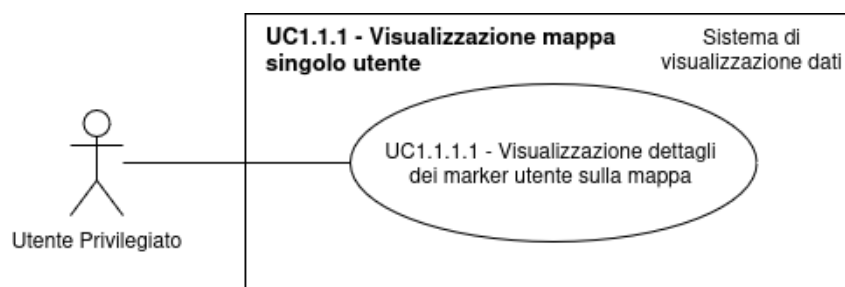 UC1.1.1 - Visualizzazione mappa
singolo utente
Sistema di
visualizzazione dati
UC1.1.1.1 - Visualizzazione dettagli
dei marker utente sulla mappa
Utente Privilegiato